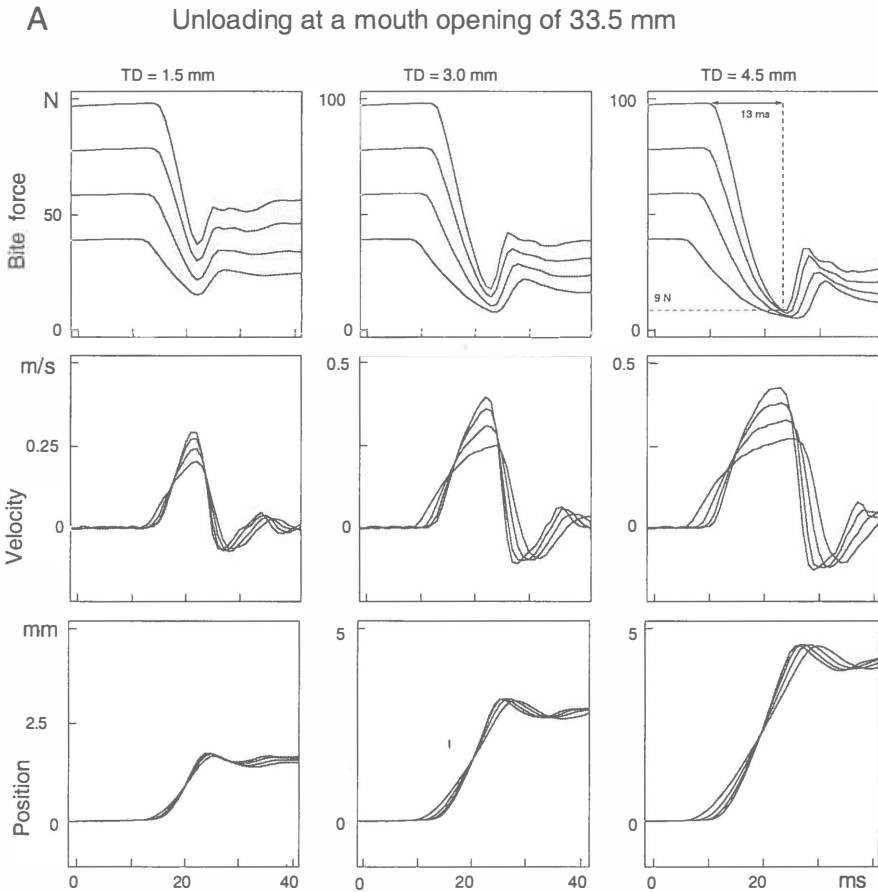 A Unloading at a mouth opening of 33.5 mm
TD = 1.5 mm TD = 3.0 mm TD = 4.5 mm
N 100 100
13 ms
Bite force
50
9 N
0 0 0
m/s 0.5 0.5
0.25
Velocity
0 0 0
mm 5 5
2.5
Position
0 0 0
0 20 40 0 20 40 0 20 ms